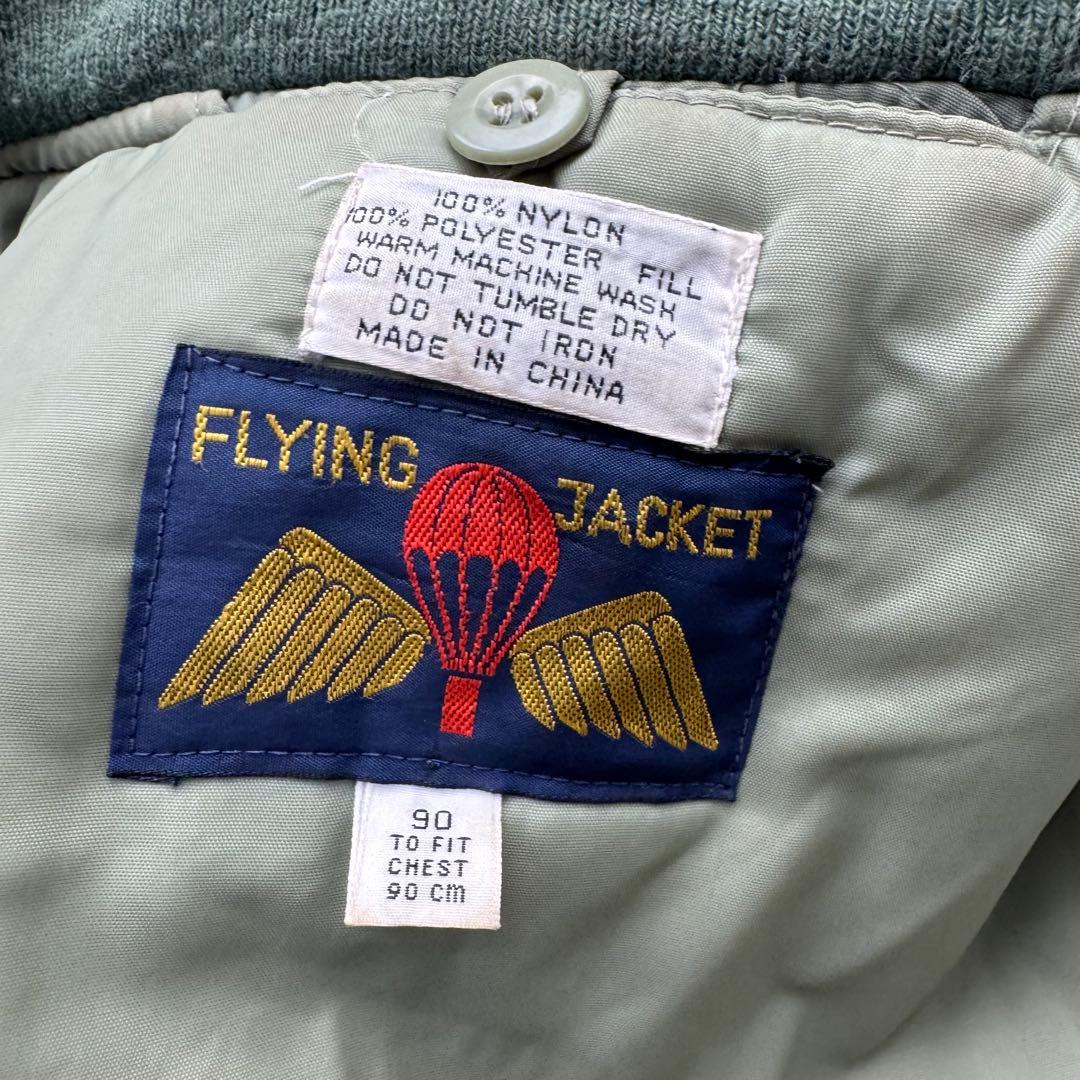 100% NYLON
100% POLYESTER FILL
WARM MACHINE WASH
DO NOT TUMBLE DRY
DO NOT IRON
MADE IN CHINA
FLYING JACKET
90
TO FIT
CHEST
90 cm